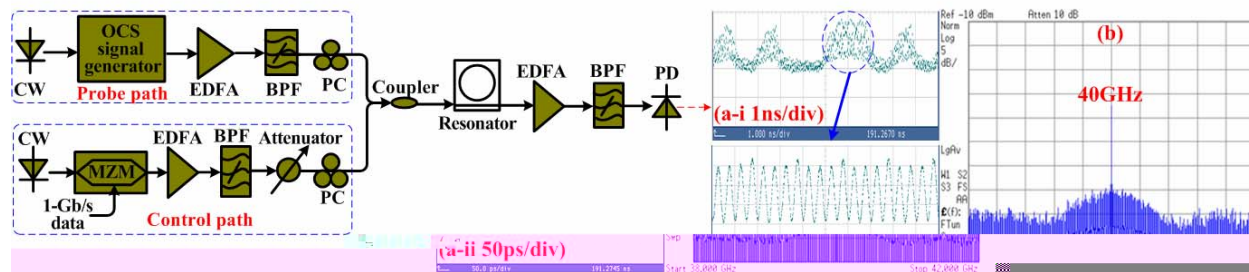 CW
OCS
signal
generator
Probe path
EDFA
BPF
PC
CW
MZM
1-Gb/s
data
EDFA
BPF
Attenuator
PC
Control path
Coupler
Resonator
EDFA
BPF
PD
(a-i 1ns/div)
1.000 ns/div
191.2670 ns
(a-ii 50ps/div)
50.0 ps/div
191.2745 ns
Ref -10 dBm
Atten 10 dB
Norm
Log
5
dB/
(b)
40GHz
LgAv
W1 S2
S3 FS
AA
£(f):
FTun
Swp
Start 38.000 GHz
Stop 42.000 GHz